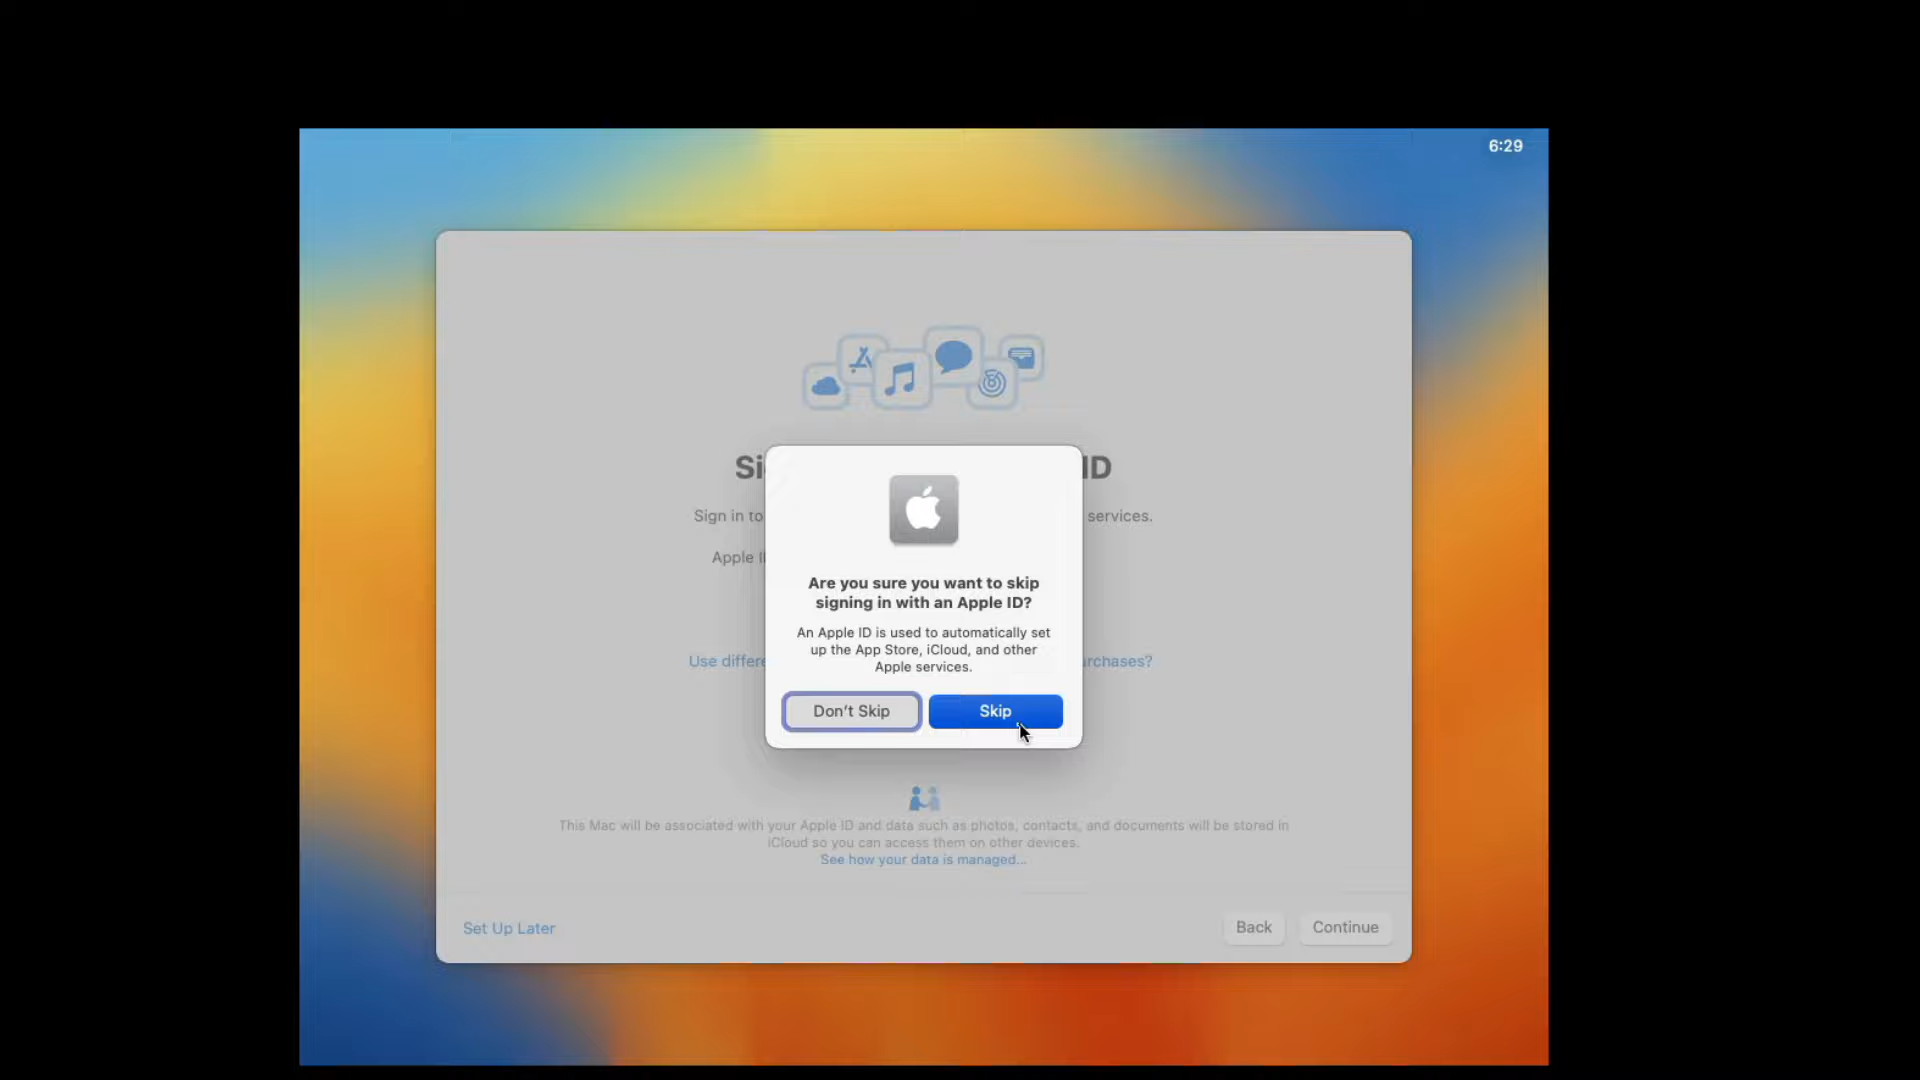 6:29
Si
ID
Sign in to
services.
Apple I
Are you sure you want to skip
signing in with an Apple ID?
An Apple ID is used to automatically set
up the App Store, iCloud, and other
Apple services.
Use differe
rchases?
Don't Skip
Skip
This Mac will be associated with your Apple ID and data such as photos, contacts, and documents will be stored in
iCloud so you can access them on other devices.
See how your data is managed...
Set Up Later
Back
Continue